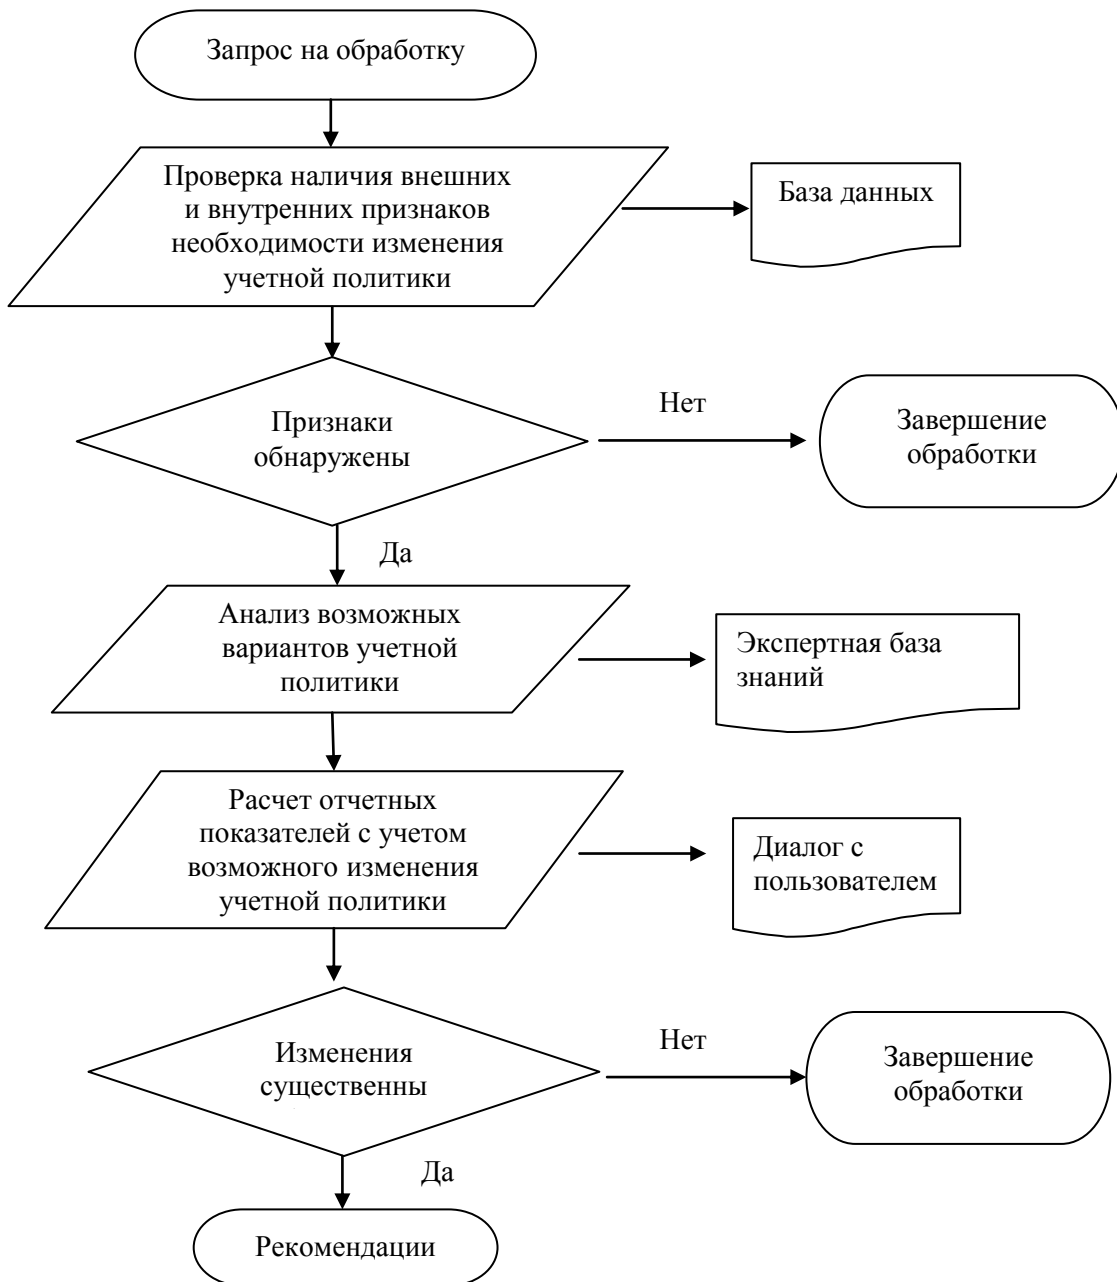 Запрос на обработку
Проверка наличия внешних
и внутренних признаков
необходимости изменения
учетной политики
База данных
Признаки
обнаружены
Нет
Завершение
обработки
Да
Анализ возможных
вариантов учетной
политики
Экспертная база
знаний
Расчет отчетных
показателей с учетом
возможного изменения
учетной политики
Диалог с
пользователем
Изменения
существенны
Нет
Завершение
обработки
Да
Рекомендации